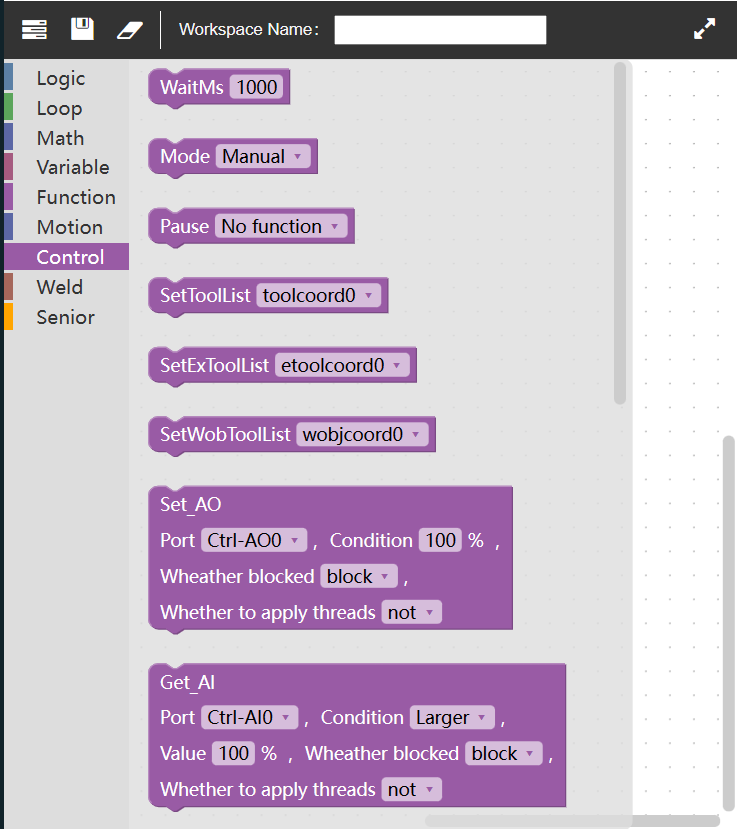 Workspace Name:
Logic
Loop
Math
Variable
Function
Motion
Control
Weld
Senior
WaitMs 1000
Mode Manual
Pause No function
SetToolList toolcoord0
SetExToolList etoolcoord0
SetWobToolList wobjcoord0
Set_AO
Port Ctrl-AO0 , Condition 100 % ,
Wheather blocked block ,
Whether to apply threads not
Get_AI
Port Ctrl-AI0 , Condition Larger ,
Value 100 % , Wheather blocked block ,
Whether to apply threads not